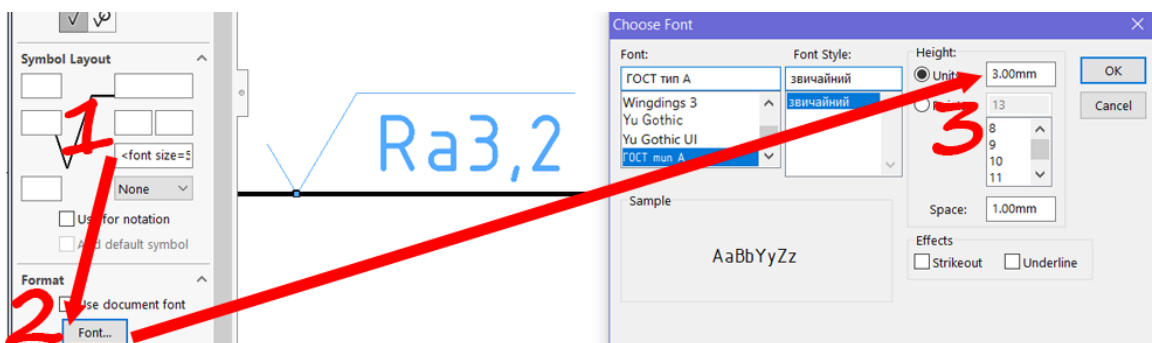 Symbol Layout
1
<font size=5
None
Use for notation
Add default symbol
Format
2
Use document font
Font...
Ra3,2
Choose Font
Font:
ГОСТ тип А
Wingdings 3
Yu Gothic
Yu Gothic UI
ГОСТ тип А
Font Style:
звичайний
звичайний
Height:
3.00mm
13
3
8
9
10
11
Space:
1.00mm
OK
Cancel
Sample
AaBbYyZz
Effects
Strikeout
Underline